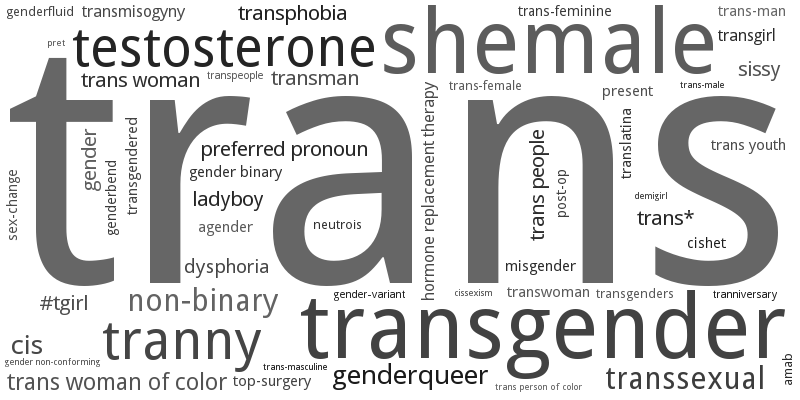 genderfluid
transmisogyny
transphobia
trans-feminine
trans-man
pret
testosterone
shemale
transgirl
trans woman
transpeople
transman
trans-female
present
trans-male
sissy
trans
sex-change
gender
genderbend
transgendered
preferred pronoun
gender binary
ladyboy
agender
neutrois
dysphoria
hormone replacement therapy
trans people
post-op
misgender
translatina
demigirl
trans*
trans youth
cishet
#tgirl
non-binary
gender-variant
cissexism
transwoman
transgenders
tranniversary
cis
tranny
transgender
gender non-conforming
trans-masculine
trans woman of color
top-surgery
genderqueer
trans person of color
transsexual
amab